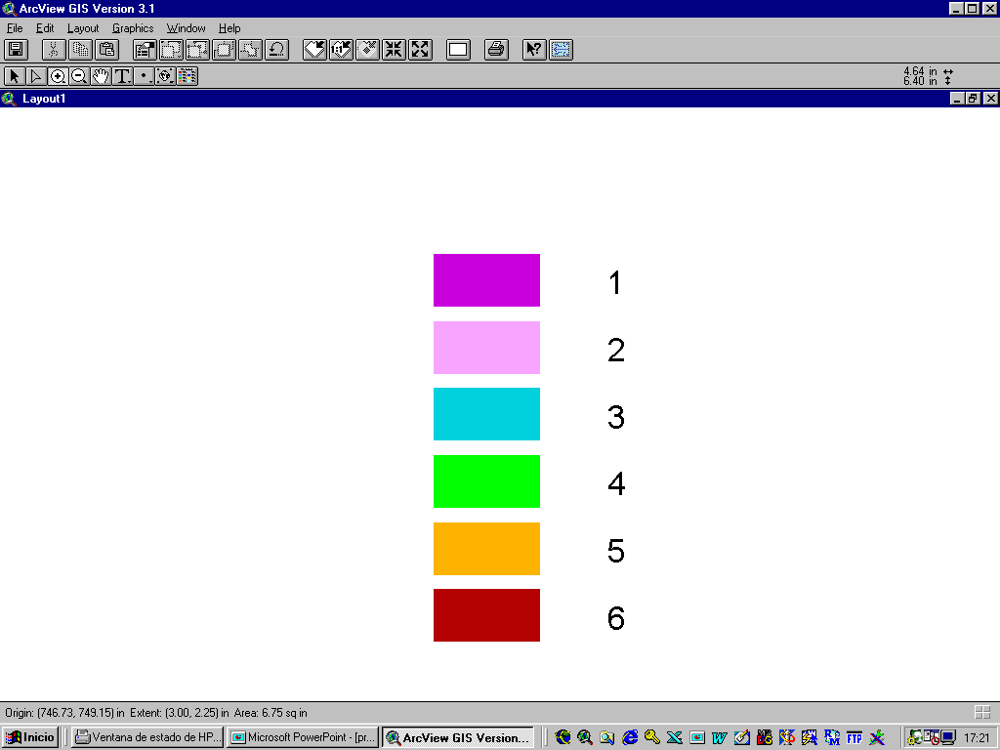 ArcView GIS Version 3.1
File Edit Layout Graphics Window Help
4.64 in
6.40 in
Layout1
1
2
3
4
5
6
Origin: (746.73, 749.15) in Extent: (3.00, 2.25) in Area: 6.75 sq in
Inicio Ventana de estado de HP... Microsoft PowerPoint - [pr... ArcView GIS Version... FTP 17:21